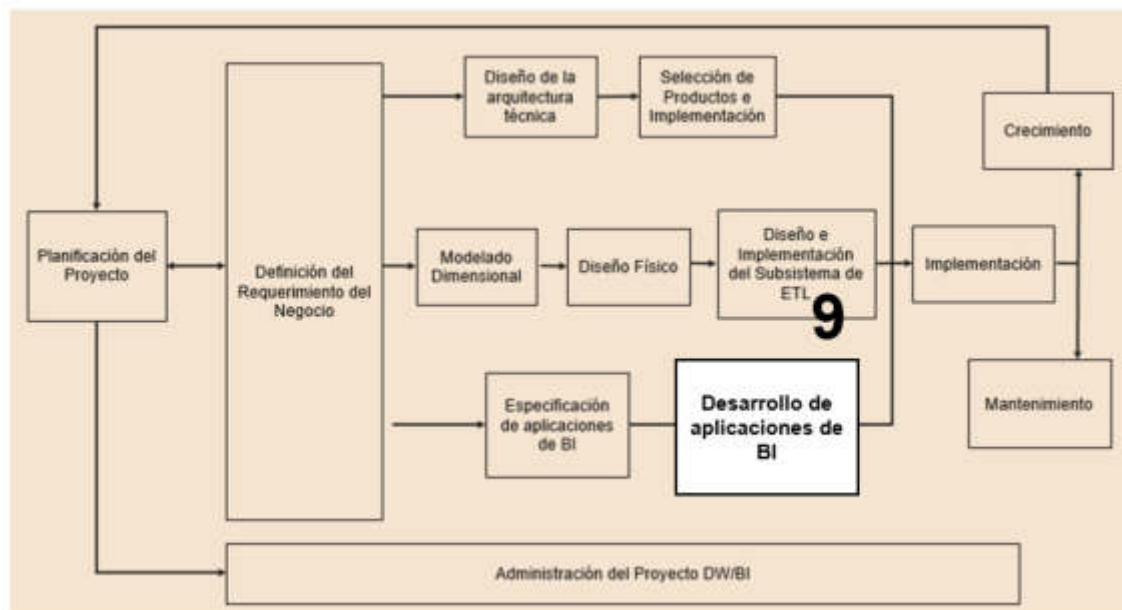 Diseño de la
arquitectura
técnica
Selección de
Productos e
Implementación
Crecimiento
Planificación del
Proyecto
Definición del
Requerimiento del
Negocio
Modelado
Dimensional
Diseño Físico
Diseño e
Implementación
del Subsistema de
ETL
9
Implementación
Especificación
de aplicaciones
de BI
Desarrollo de
aplicaciones de
BI
Mantenimiento
Administración del Proyecto DW/BI